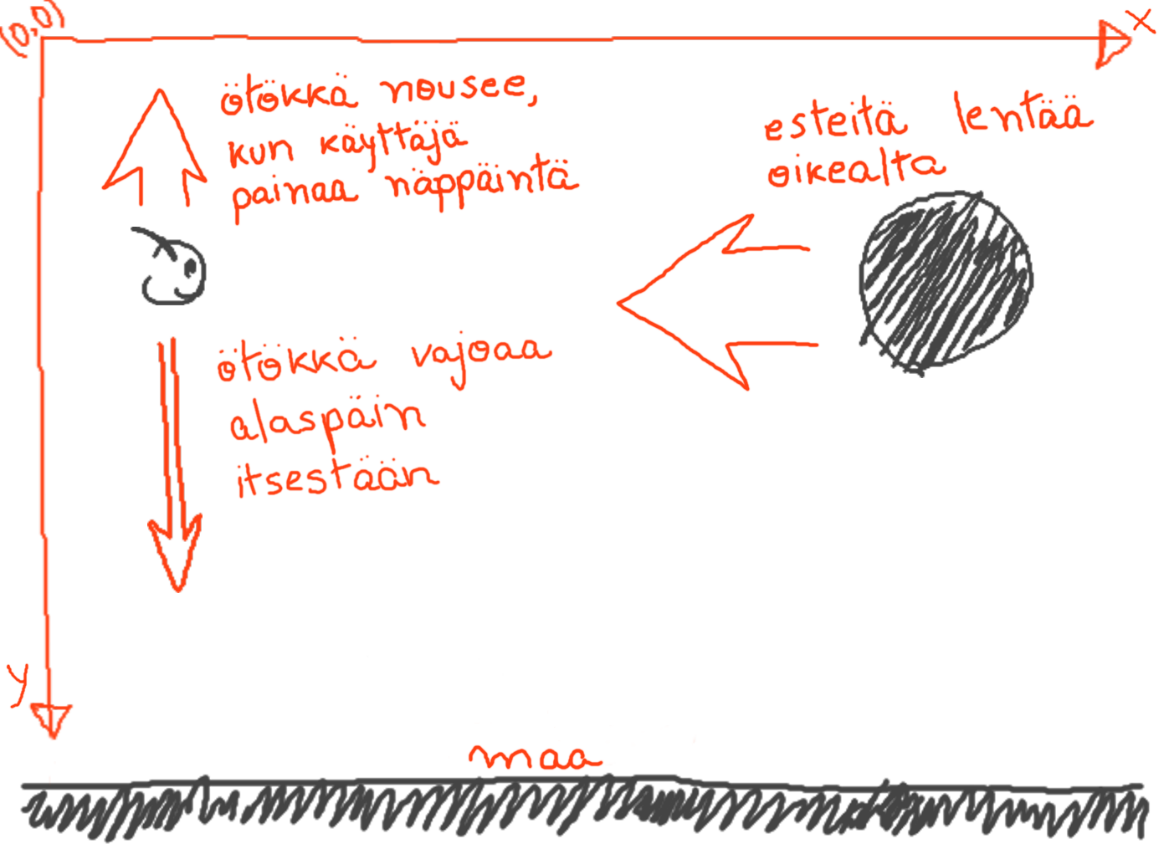 (0,0)
x
ötökkä nousee,
kun käyttäjä
painaa näppäintä
esteitä lentää
oikealta
ötökkä vajoaa
alaspäin
itsestään
y
maa